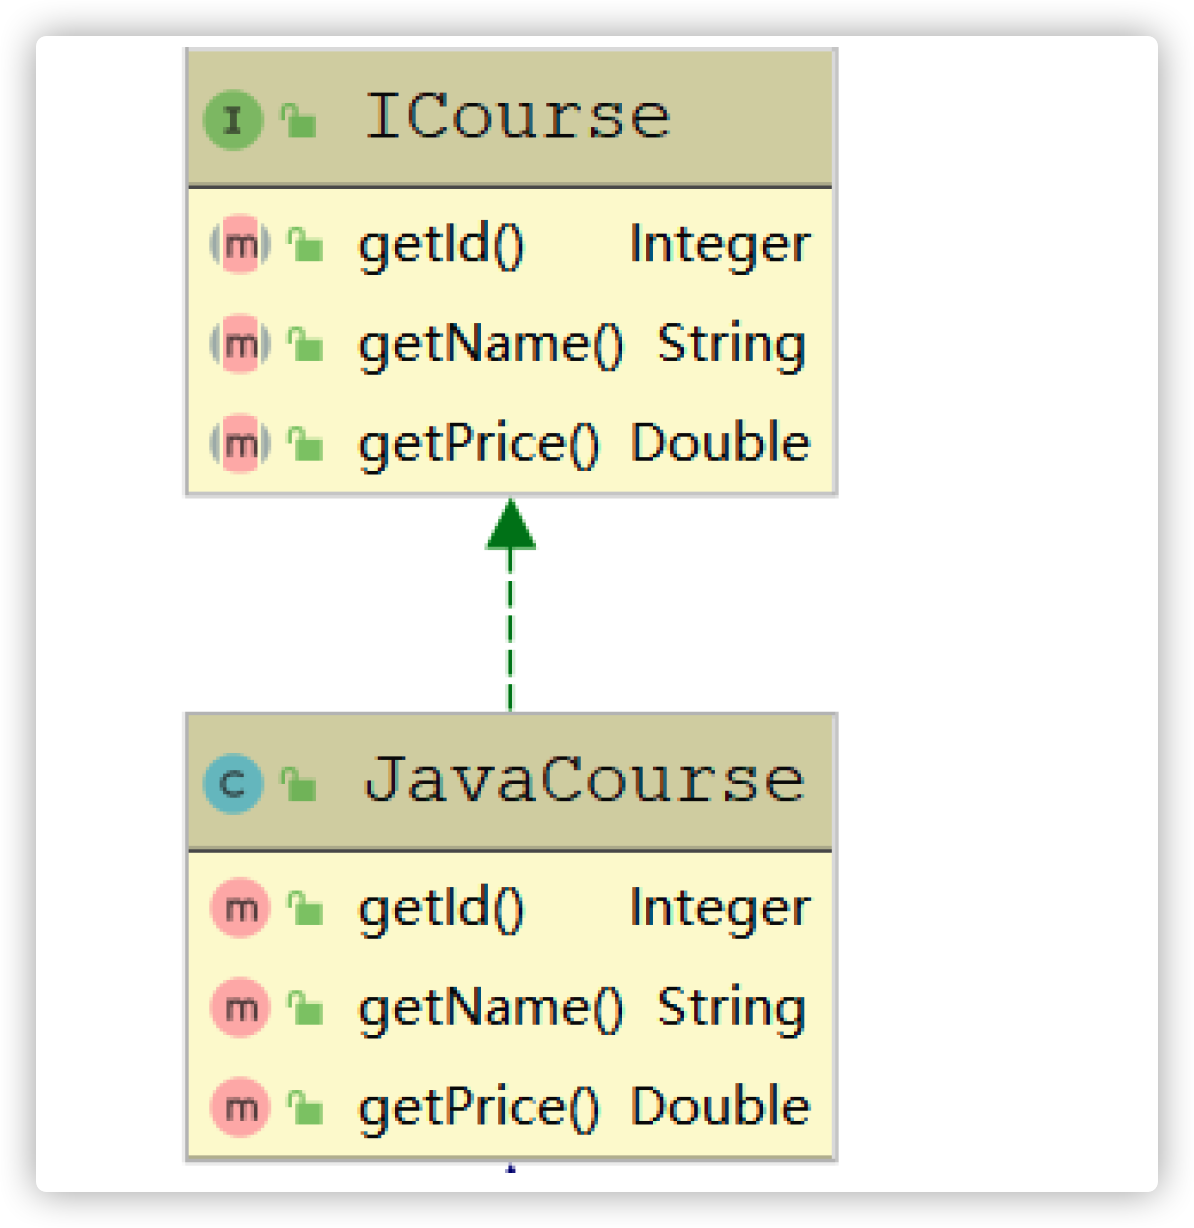 I ICourse
m getId() Integer
m getName() String
m getPrice() Double
C JavaCourse
m getId() Integer
m getName() String
m getPrice() Double